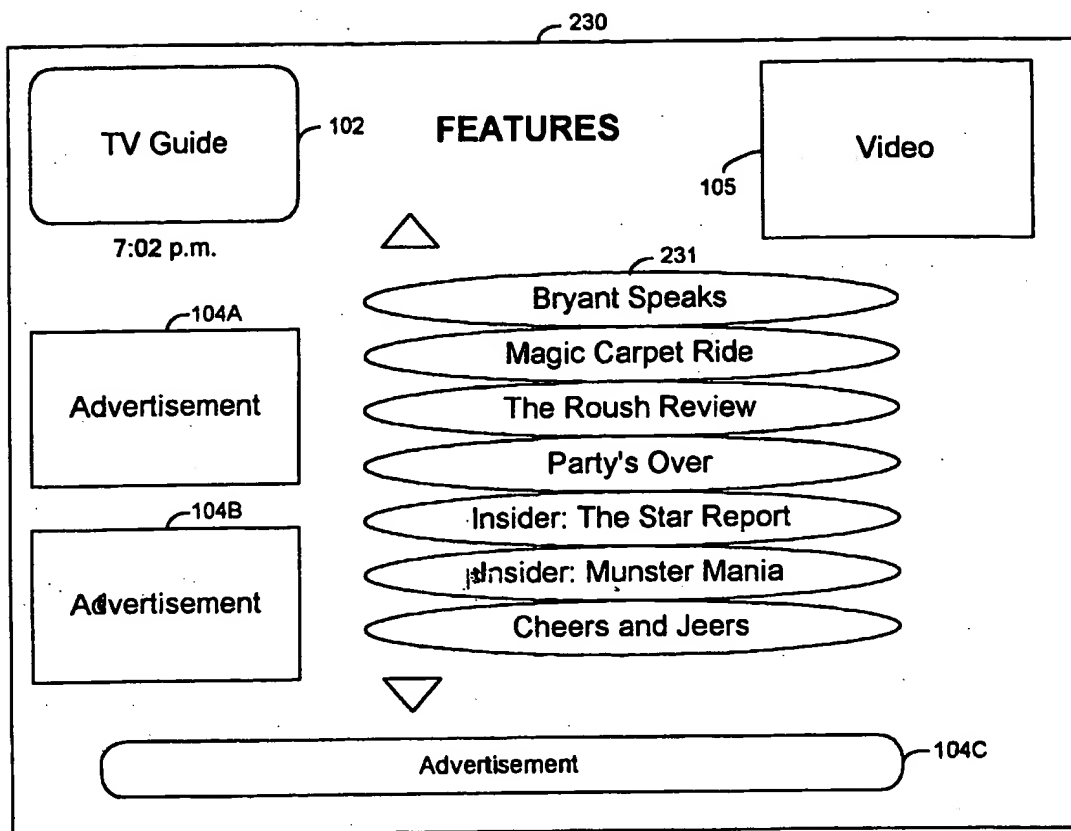 230
TV Guide
102
FEATURES
Video
105
7:02 p.m.
231
Bryant Speaks
104A
Magic Carpet Ride
Advertisement
The Roush Review
Party's Over
104B
Insider: The Star Report
Advertisement
Insider: Munster Mania
Cheers and Jeers
Advertisement
104C